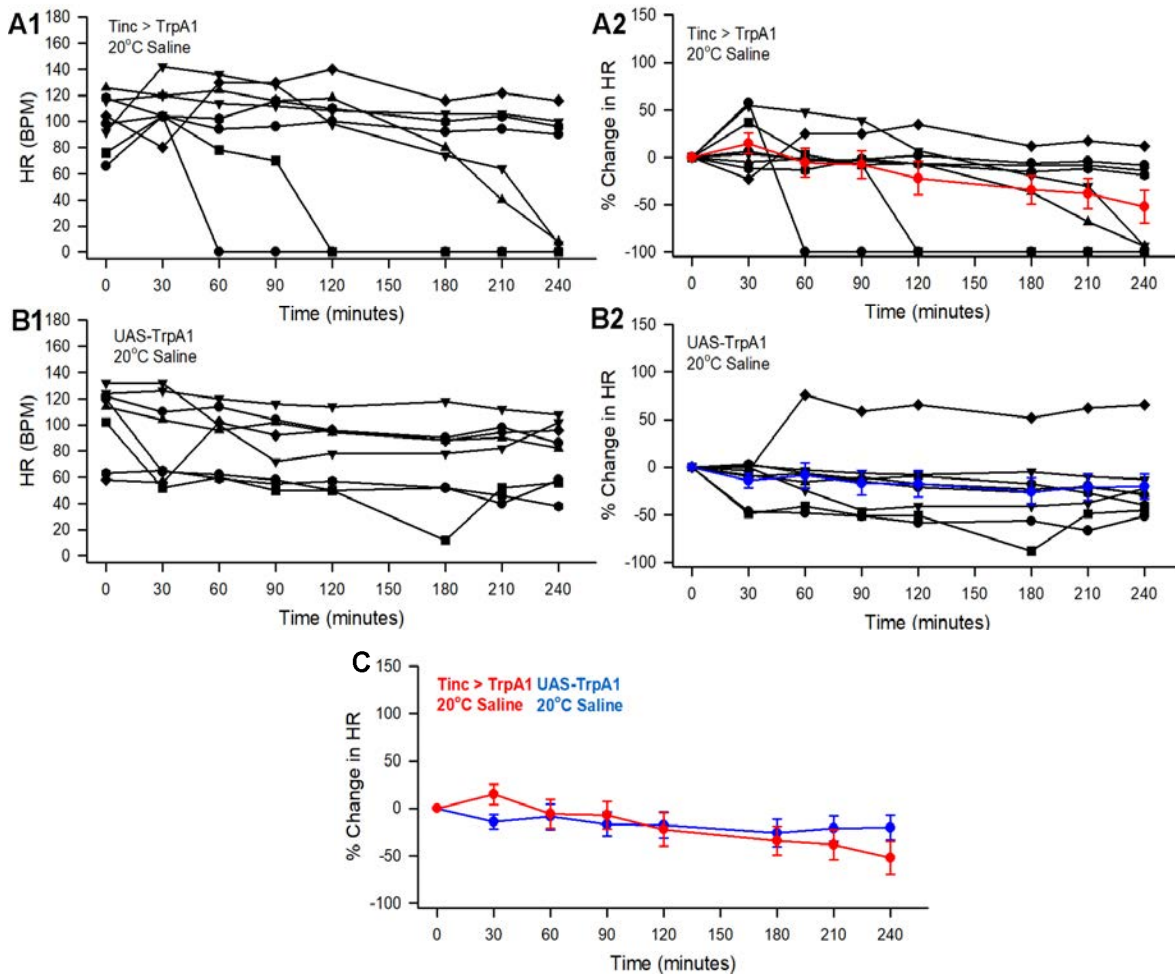 A1
Tinc > TrpA1
20°C Saline
180
160
140
120
100
80
60
40
20
0
HR (BPM)
0 30 60 90 120 150 180 210 240
Time (minutes)
A2
Tinc > TrpA1
20°C Saline
150
100
50
0
-50
-100
% Change in HR
0 30 60 90 120 150 180 210 240
Time (minutes)
B1
UAS-TrpA1
20°C Saline
180
160
140
120
100
80
60
40
20
0
HR (BPM)
0 30 60 90 120 150 180 210 240
Time (minutes)
B2
UAS-TrpA1
20°C Saline
150
100
50
0
-50
-100
% Change in HR
0 30 60 90 120 150 180 210 240
Time (minutes)
C
Tinc > TrpA1 UAS-TrpA1
20°C Saline 20°C Saline
150
100
50
0
-50
-100
% Change in HR
0 30 60 90 120 150 180 210 240
Time (minutes)